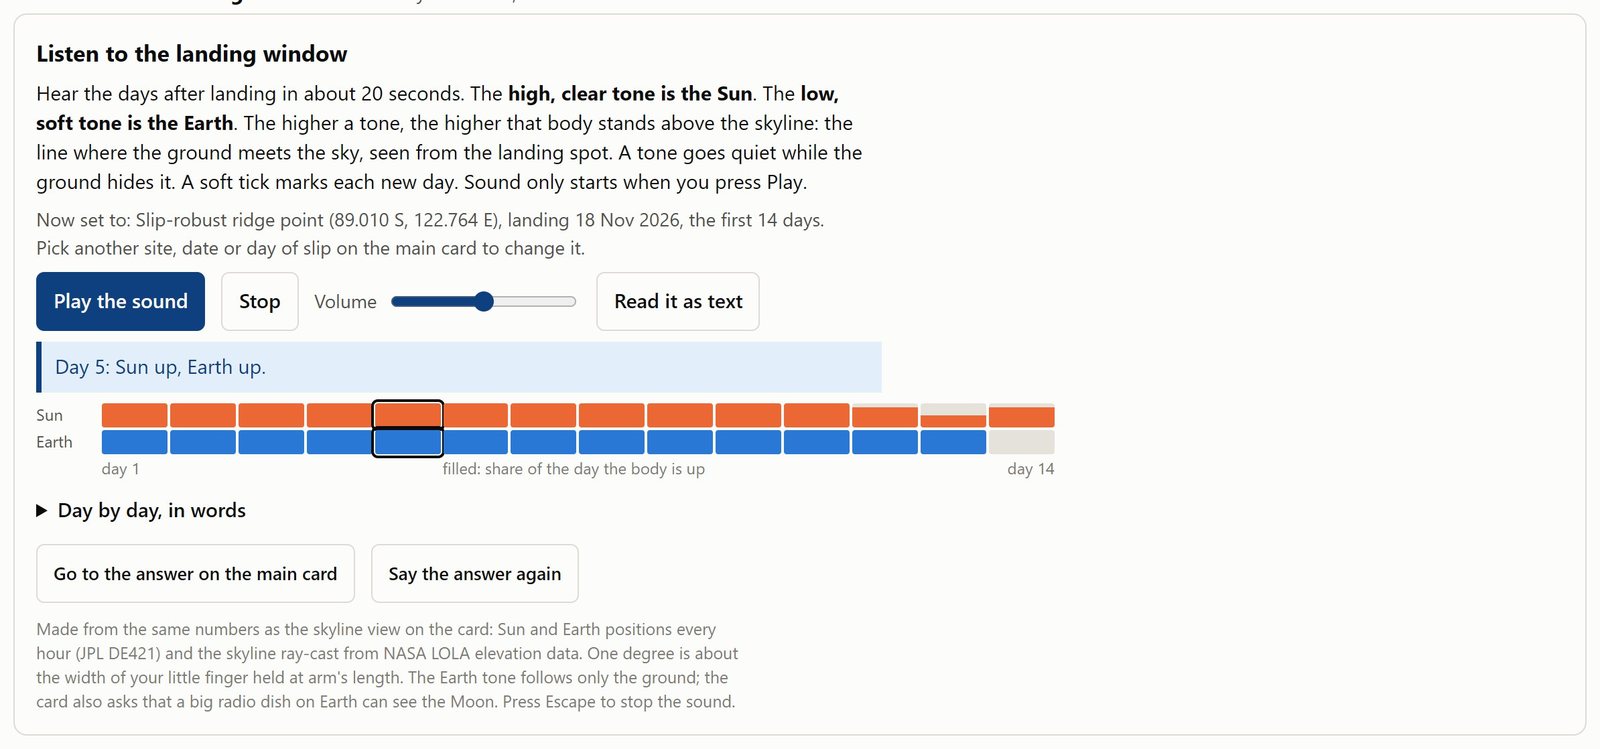 Listen to the landing window
Hear the days after landing in about 20 seconds. The high, clear tone is the Sun. The low,
soft tone is the Earth. The higher a tone, the higher that body stands above the skyline: the
line where the ground meets the sky, seen from the landing spot. A tone goes quiet while the
ground hides it. A soft tick marks each new day. Sound only starts when you press Play.
Now set to: Slip-robust ridge point (89.010 S, 122.764 E), landing 18 Nov 2026, the first 14 days.
Pick another site, date or day of slip on the main card to change it.
Play the sound Stop Volume Read it as text
Day 5: Sun up, Earth up.
Sun
Earth
day 1 filled: share of the day the body is up day 14
Day by day, in words
Go to the answer on the main card Say the answer again
Made from the same numbers as the skyline view on the card: Sun and Earth positions every
hour (JPL DE421) and the skyline ray-cast from NASA LOLA elevation data. One degree is about
the width of your little finger held at arm's length. The Earth tone follows only the ground; the
card also asks that a big radio dish on Earth can see the Moon. Press Escape to stop the sound.